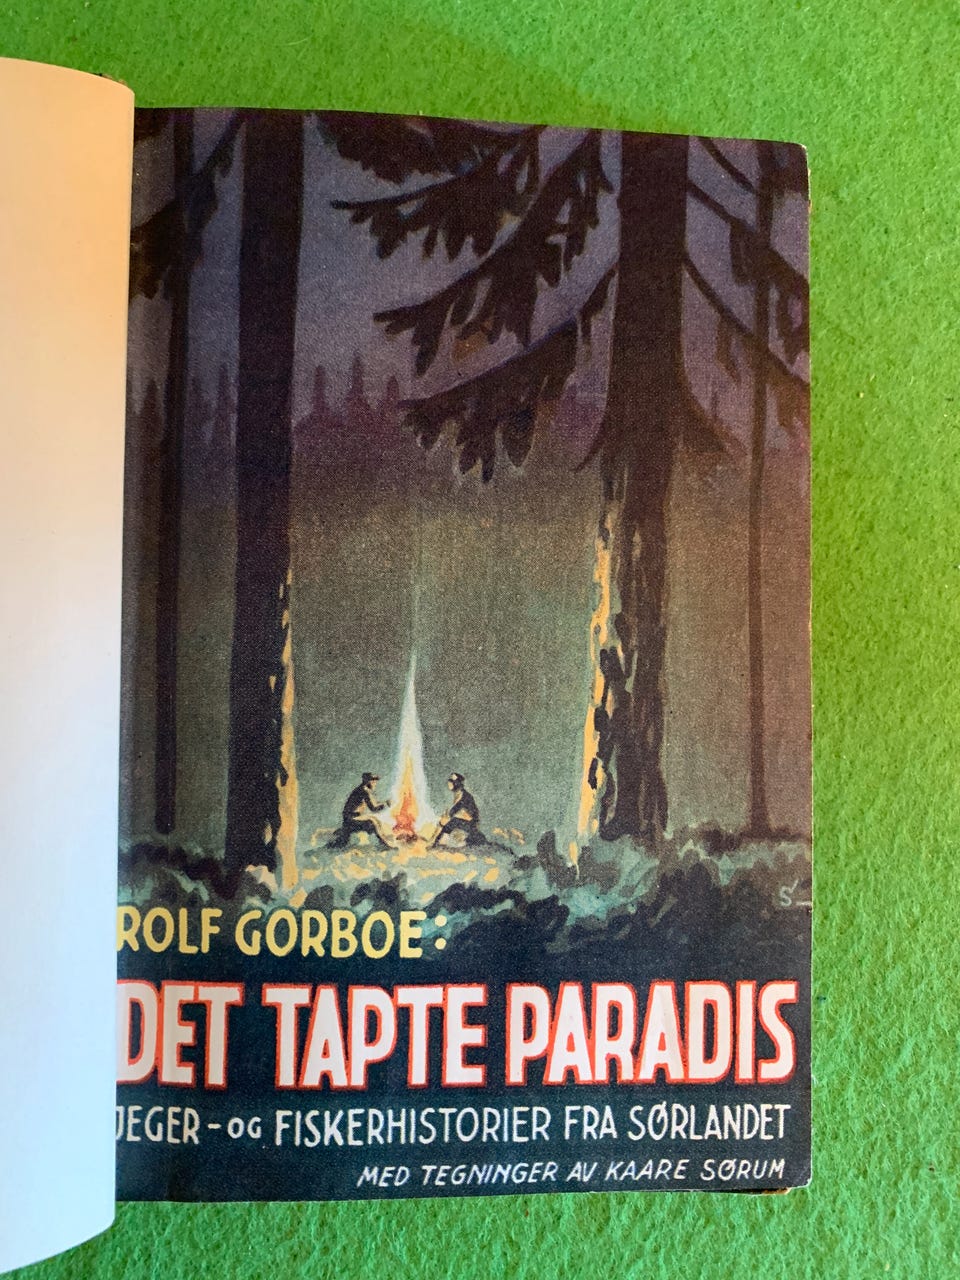 S
ROLF GORBOE:
DET TAPTE PARADIS
JEGER-OG FISKERHISTORIER FRA SØRLANDET
MED TEGNINGER AV KAARE SØRUM